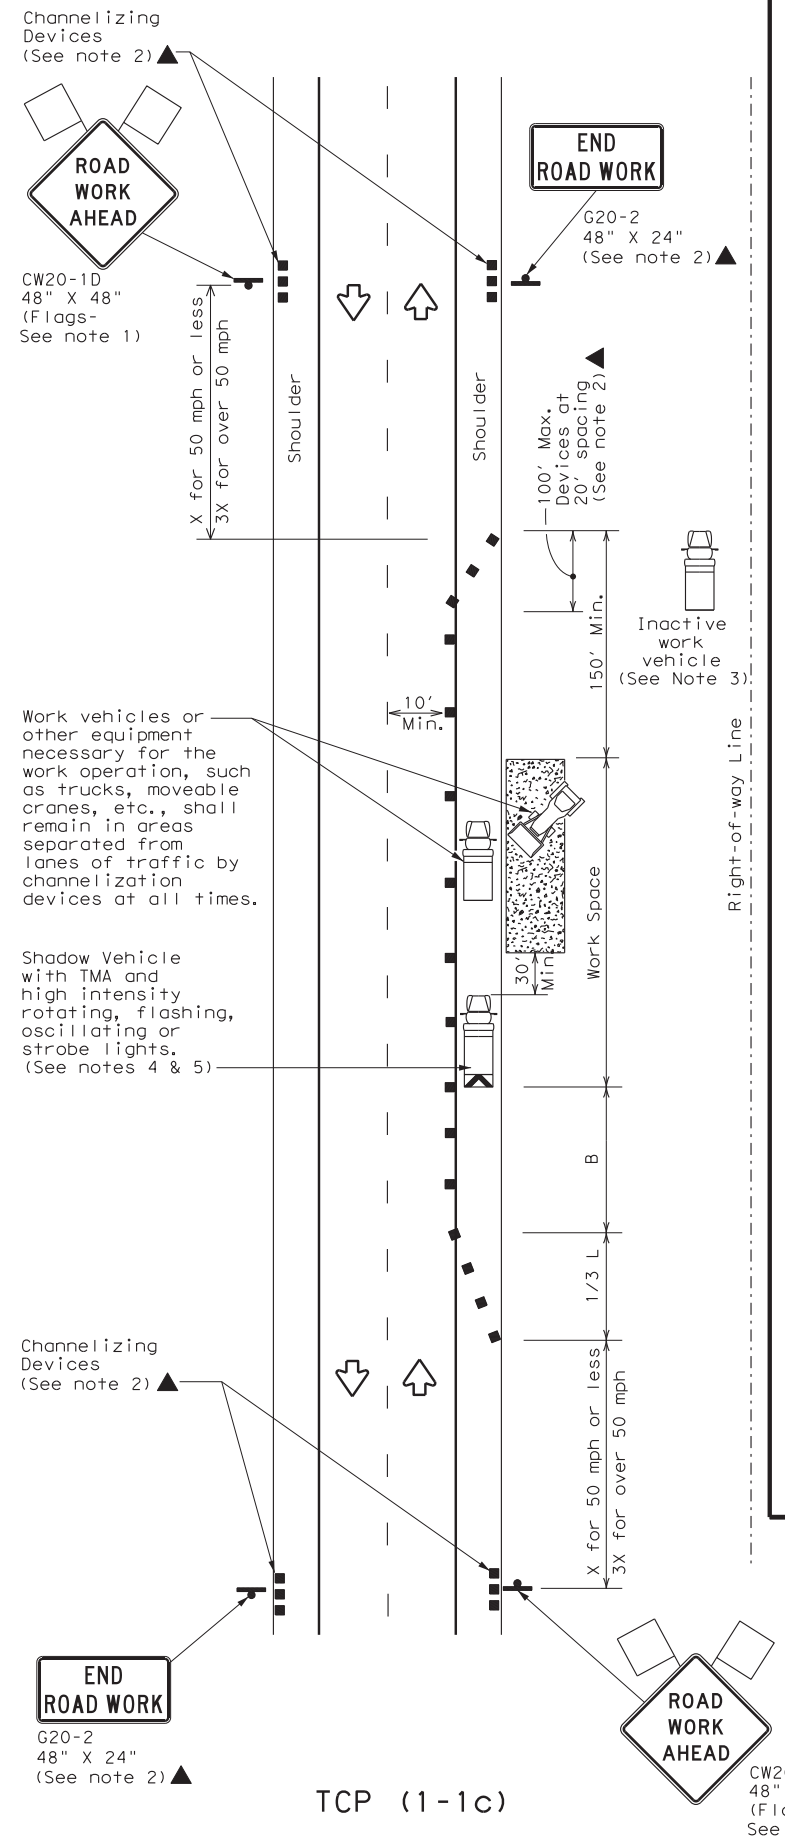 Channelizing
Devices
(See note 2)
ROAD
WORK
AHEAD
CW20-1D
48" X 48"
(Flags-
See note 1)
X for 50 mph or less
3X for over 50 mph
Shoulder
Shoulder
END
ROAD WORK
G20-2
48" X 24"
(See note 2)
100' Max.
Devices at
20' spacing
(See note 2)
150' Min.
Inactive
work
vehicle
(See Note 3)
10'
Min.
Work vehicles or
other equipment
necessary for the
work operation, such
as trucks, moveable
cranes, etc., shall
remain in areas
separated from
lanes of traffic by
channelization
devices at all times.
Right-of-way Line
Work Space
30'
Min.
Shadow Vehicle
with TMA and
high intensity
rotating, flashing,
oscillating or
strobe lights.
(See notes 4 & 5)
B
1/3 L
Channelizing
Devices
(See note 2)
X for 50 mph or less
3X for over 50 mph
END
ROAD WORK
G20-2
48" X 24"
(See note 2)
ROAD
WORK
AHEAD
48"
See
TCP (1-1c)